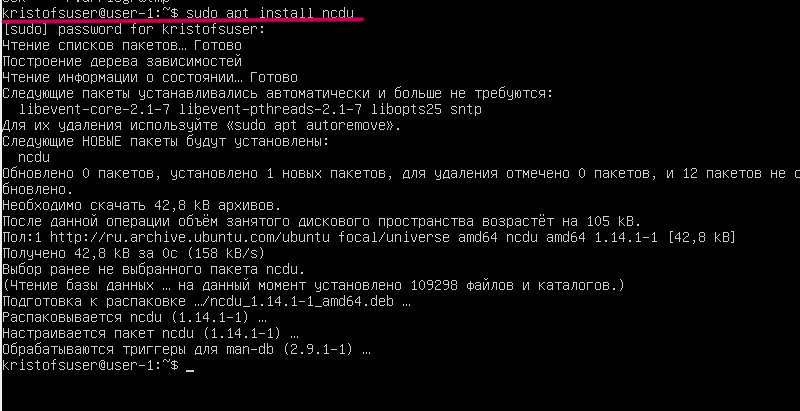 kristofsuser@user-1:~$ sudo apt install ncdu
[sudo] password for kristofsuser:
Чтение списков пакетов… Готово
Построение дерева зависимостей
Чтение информации о состоянии… Готово
Следующие пакеты устанавливались автоматически и больше не требуются:
  libevent-core-2.1-7 libevent-pthreads-2.1-7 libopts25 sntp
Для их удаления используйте «sudo apt autoremove».
Следующие НОВЫЕ пакеты будут установлены:
  ncdu
Обновлено 0 пакетов, установлено 1 новых пакетов, для удаления отмечено 0 пакетов, и 12 пакетов не о
бновлено.
Необходимо скачать 42,8 kB архивов.
После данной операции объём занятого дискового пространства возрастёт на 105 kB.
Пол:1 http://ru.archive.ubuntu.com/ubuntu focal/universe amd64 ncdu amd64 1.14.1-1 [42,8 kB]
Получено 42,8 kB за 0с (158 kB/s)
Выбор ранее не выбранного пакета ncdu.
(Чтение базы данных … на данный момент установлено 109298 файлов и каталогов.)
Подготовка к распаковке …/ncdu_1.14.1-1_amd64.deb …
Распаковывается ncdu (1.14.1-1) …
Настраивается пакет ncdu (1.14.1-1) …
Обрабатываются триггеры для man-db (2.9.1-1) …
kristofsuser@user-1:~$ _